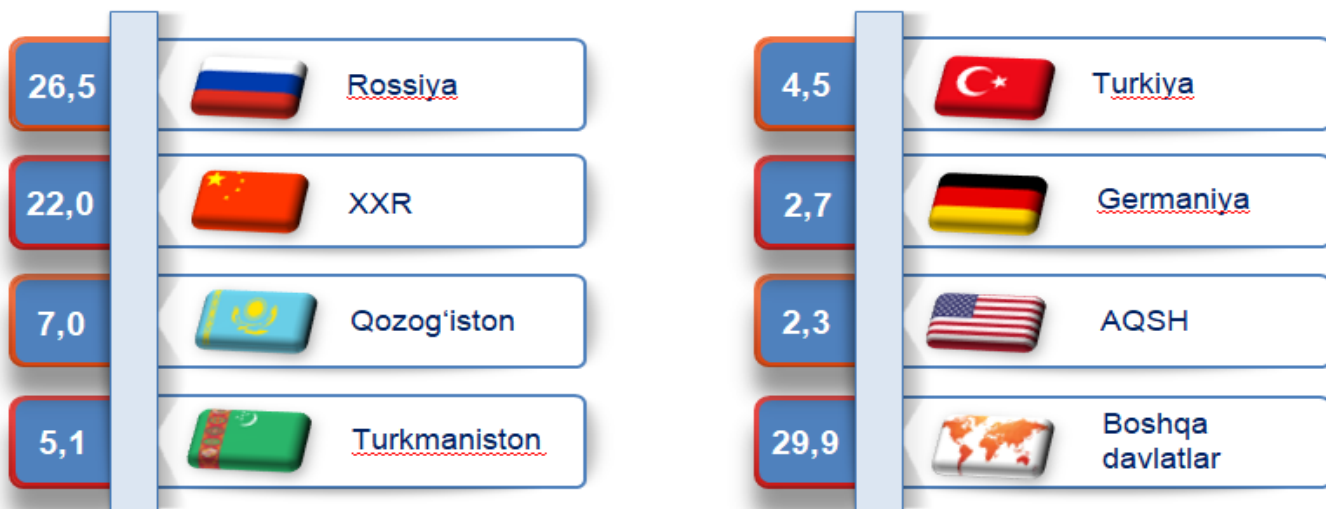 26,5 Rossiya
22,0 XXR
7,0 Qozog‘iston
5,1 Turkmaniston
4,5 Turkiya
2,7 Germaniya
2,3 AQSH
29,9 Boshqa
davlatlar